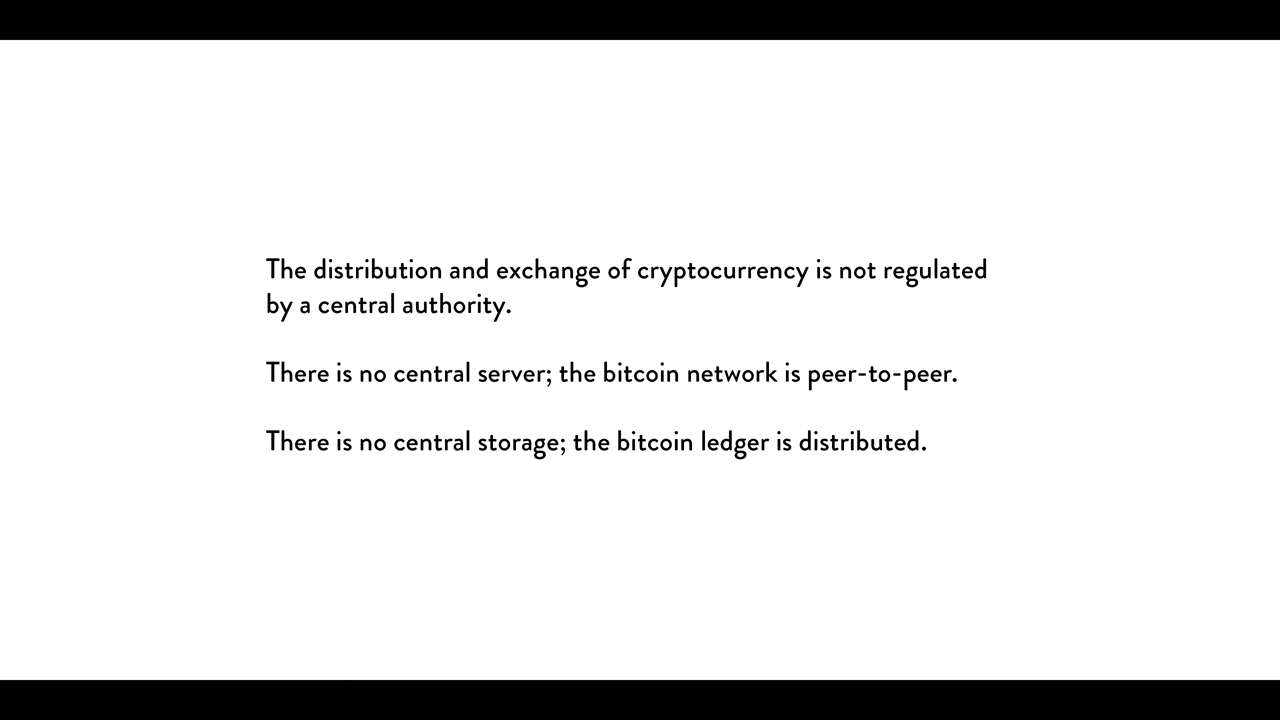 The distribution and exchange of cryptocurrency is not regulated
by a central authority.
There is no central server; the bitcoin network is peer-to-peer.
There is no central storage; the bitcoin ledger is distributed.